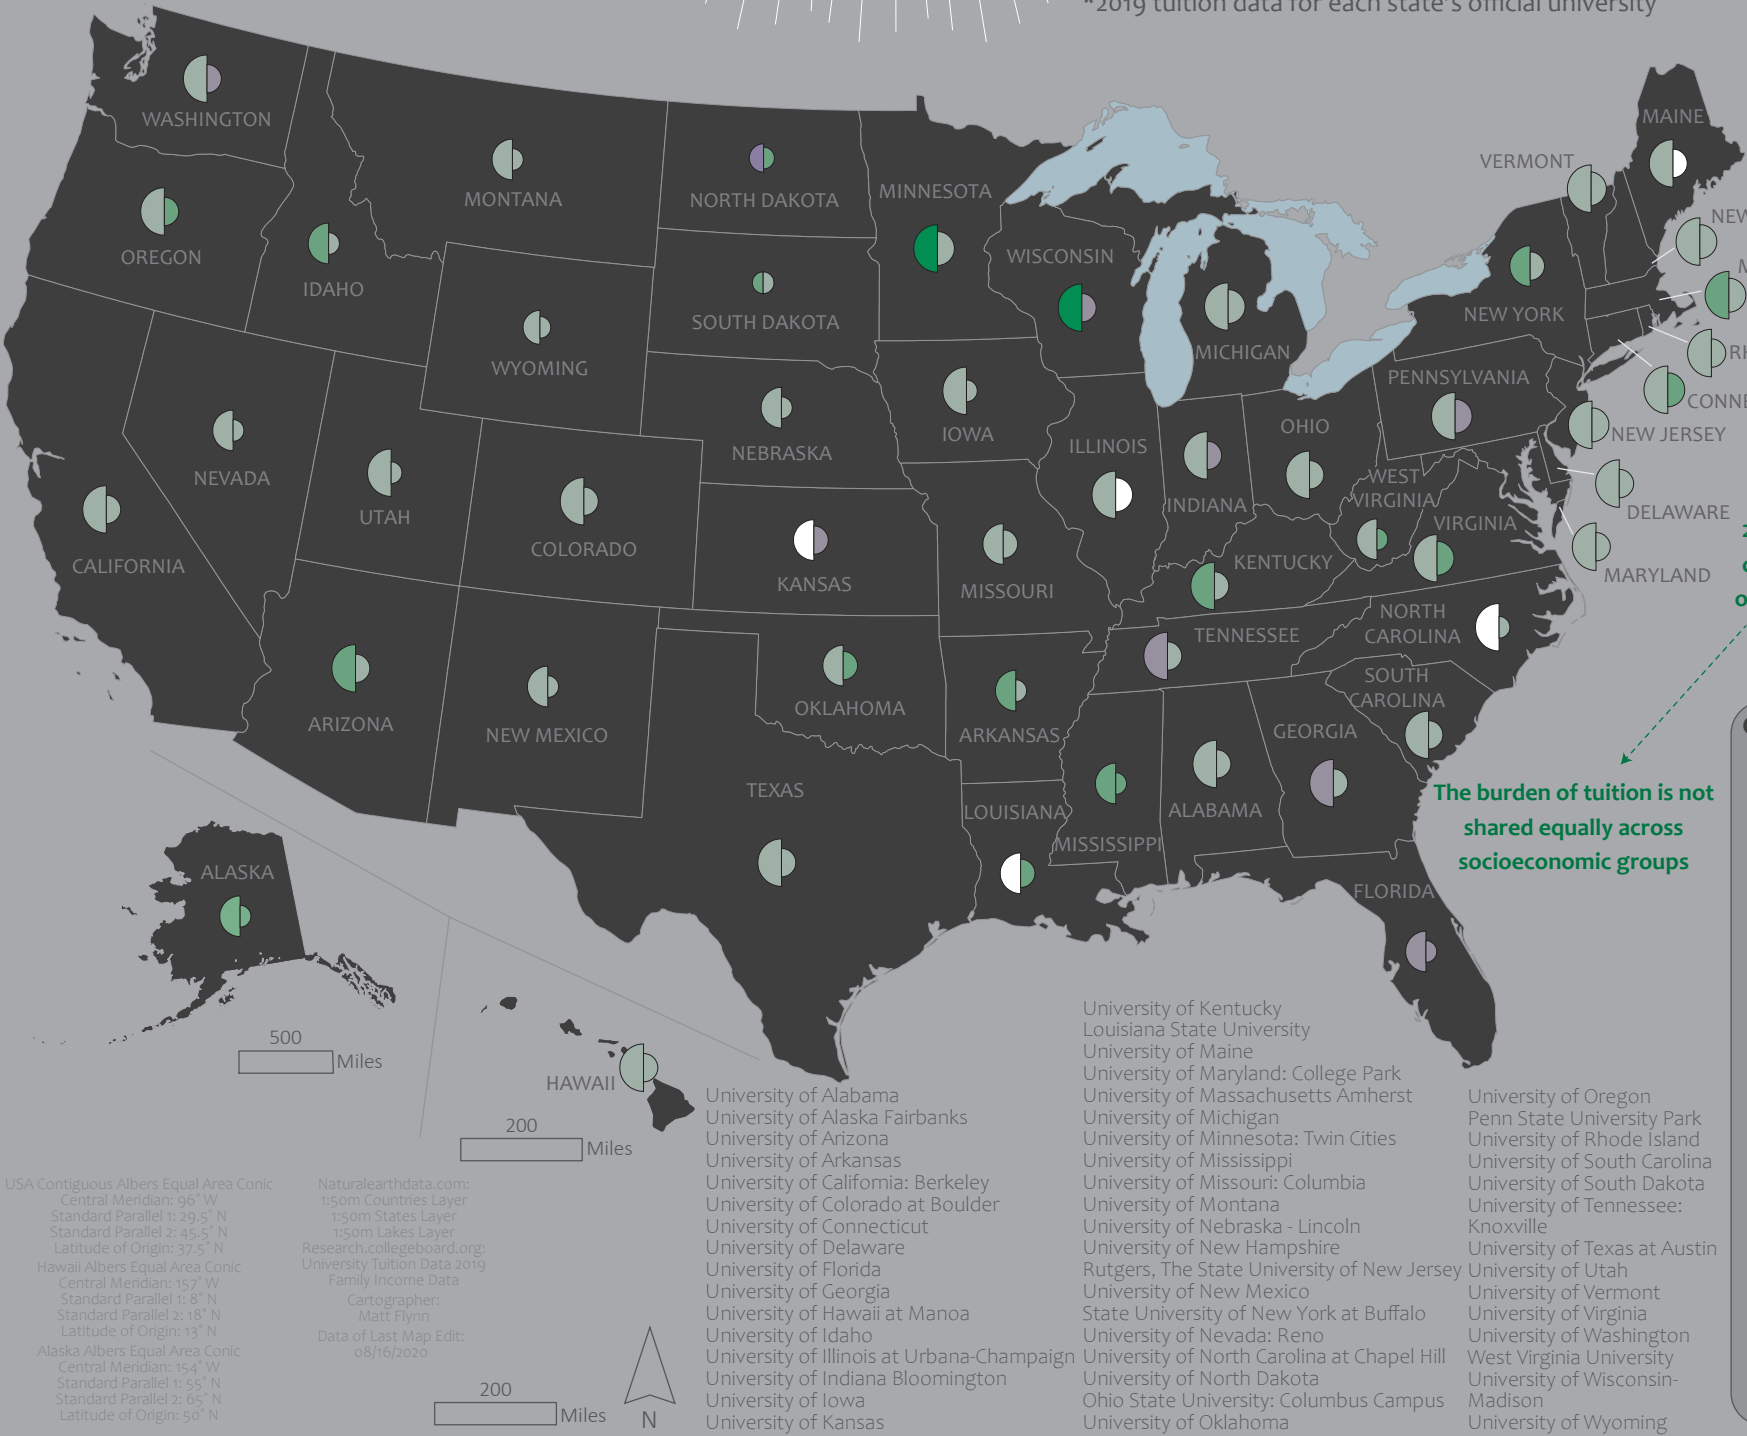 *2019 tuition data for each state's official university
WASHINGTON
MAINE
VERMONT
MONTANA
NORTH DAKOTA
MINNESOTA
NEW
OREGON
WISCONSIN
IDAHO
SOUTH DAKOTA
NEW YORK
MICHIGAN
WYOMING
PENNSYLVANIA
CONNE
OHIO
IOWA
NEW JERSEY
ILLINOIS
NEBRASKA
NEVADA
WEST
VIRGINIA
INDIANA
UTAH
DELAWARE
VIRGINIA
COLORADO
KENTUCKY
CALIFORNIA
MARYLAND
KANSAS
MISSOURI
NORTH
CAROLINA
TENNESSEE
SOUTH
CAROLINA
OKLAHOMA
ARIZONA
NEW MEXICO
ARKANSAS
GEORGIA
TEXAS
The burden of tuition is not
shared equally across
socioeconomic groups
LOUISIANA
ALABAMA
MISSISSIPPI
ALASKA
FLORIDA
500
Miles
HAWAII
200
Miles
USA Contiguous Albers Equal Area Conic
Central Meridian: 96° W
Standard Parallel 1: 29.5° N
Standard Parallel 2: 45.5° N
Latitude of Origin: 37.5° N
Hawaii Albers Equal Area Conic
Central Meridian: 157° W
Standard Parallel 1: 8° N
Standard Parallel 2: 18° N
Latitude of Origin: 13° N
Alaska Albers Equal Area Conic
Central Meridian: 154° W
Standard Parallel 1: 55° N
Standard Parallel 2: 65° N
Latitude of Origin: 50° N
Naturalearthdata.com:
1:50m Countries Layer
1:50m States Layer
1:50m Lakes Layer
Research.collegeboard.org:
University Tuition Data 2019
Family Income Data
Cartographer:
Matt Flynn
Data of Last Map Edit:
08/16/2020
200
Miles
N
University of Alabama
University of Alaska Fairbanks
University of Arizona
University of Arkansas
University of California: Berkeley
University of Colorado at Boulder
University of Connecticut
University of Delaware
University of Florida
University of Georgia
University of Hawaii at Manoa
University of Idaho
University of Illinois at Urbana-Champaign
University of Indiana Bloomington
University of Iowa
University of Kansas
University of Kentucky
Louisiana State University
University of Maine
University of Maryland: College Park
University of Massachusetts Amherst
University of Michigan
University of Minnesota: Twin Cities
University of Mississippi
University of Missouri: Columbia
University of Montana
University of Nebraska - Lincoln
University of New Hampshire
Rutgers, The State University of New Jersey
University of New Mexico
State University of New York at Buffalo
University of Nevada: Reno
University of North Carolina at Chapel Hill
University of North Dakota
Ohio State University: Columbus Campus
University of Oklahoma
University of Oregon
Penn State University Park
University of Rhode Island
University of South Carolina
University of South Dakota
University of Tennessee:
Knoxville
University of Texas at Austin
University of Utah
University of Vermont
University of Virginia
University of Washington
West Virginia University
University of Wisconsin-
Madison
University of Wyoming